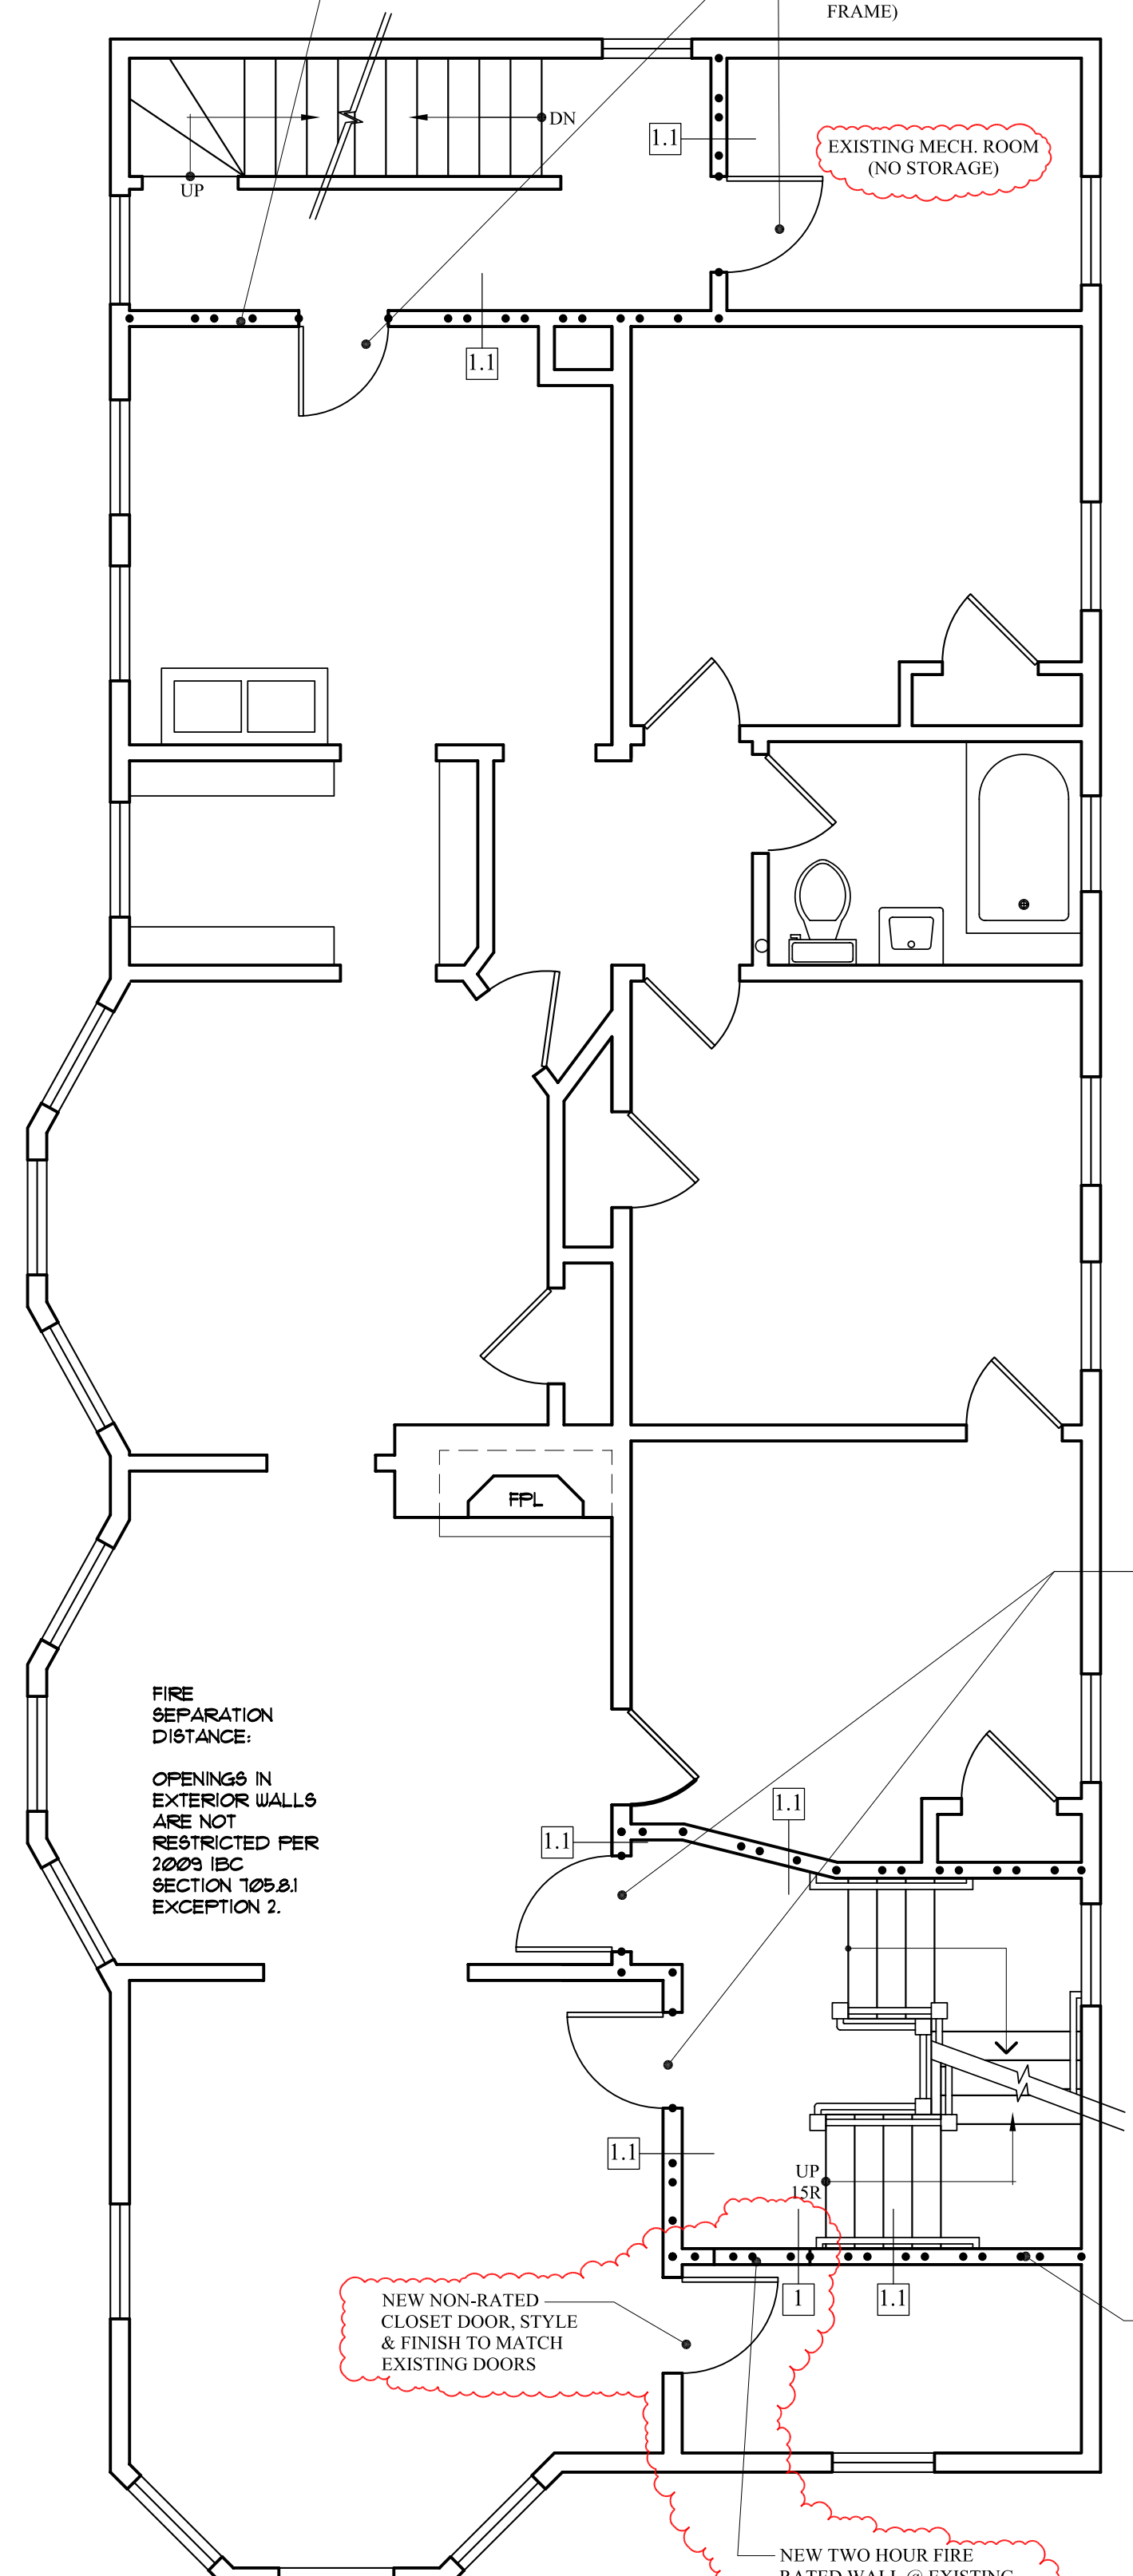 FRAME)
DN
1.1
EXISTING MECH. ROOM
(NO STORAGE)
UP
1.1
FPL
FIRE
SEPARATION
DISTANCE:
OPENINGS IN
EXTERIOR WALLS
ARE NOT
RESTRICTED PER
2009 IBC
SECTION 705.8.1
EXCEPTION 2.
1.1
1.1
1.1
UP
15R
NEW NON-RATED
CLOSET DOOR, STYLE
& FINISH TO MATCH
EXISTING DOORS
1
1.1
NEW TWO HOUR FIRE
RATED WALL @ EXISTING